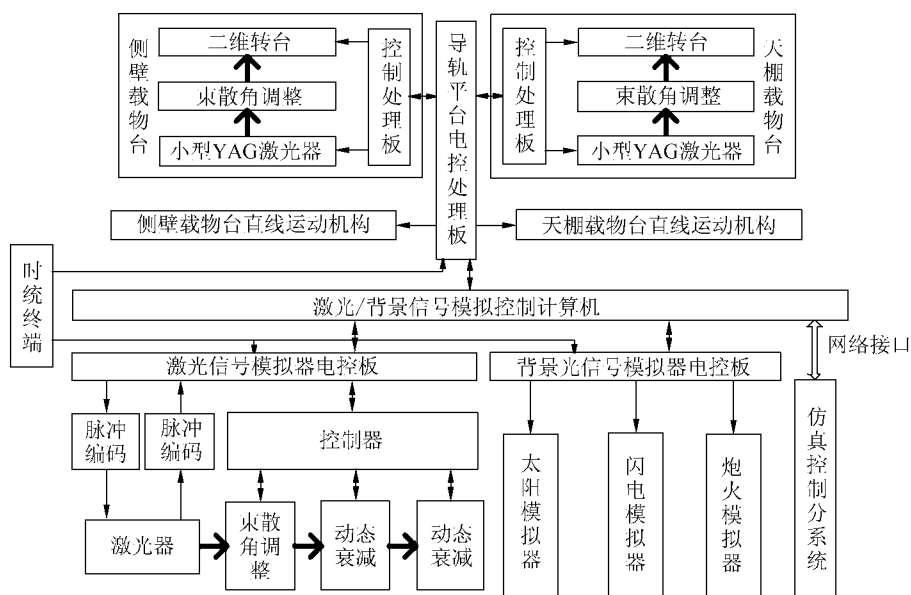 侧壁载物台
二维转台
束散角调整
小型YAG激光器
控制处理板
导轨平台电控处理板
控制处理板
二维转台
束散角调整
小型YAG激光器
天棚载物台
侧壁载物台直线运动机构
天棚载物台直线运动机构
时统终端
激光/背景信号模拟控制计算机
网络接口
激光信号模拟器电控板
背景光信号模拟器电控板
脉冲
编码
脉冲
编码
控制器
激光器
束散
角调
整
动态
衰减
动态
衰减
太阳模拟器
闪电模拟器
炮火模拟器
仿真控制分系统